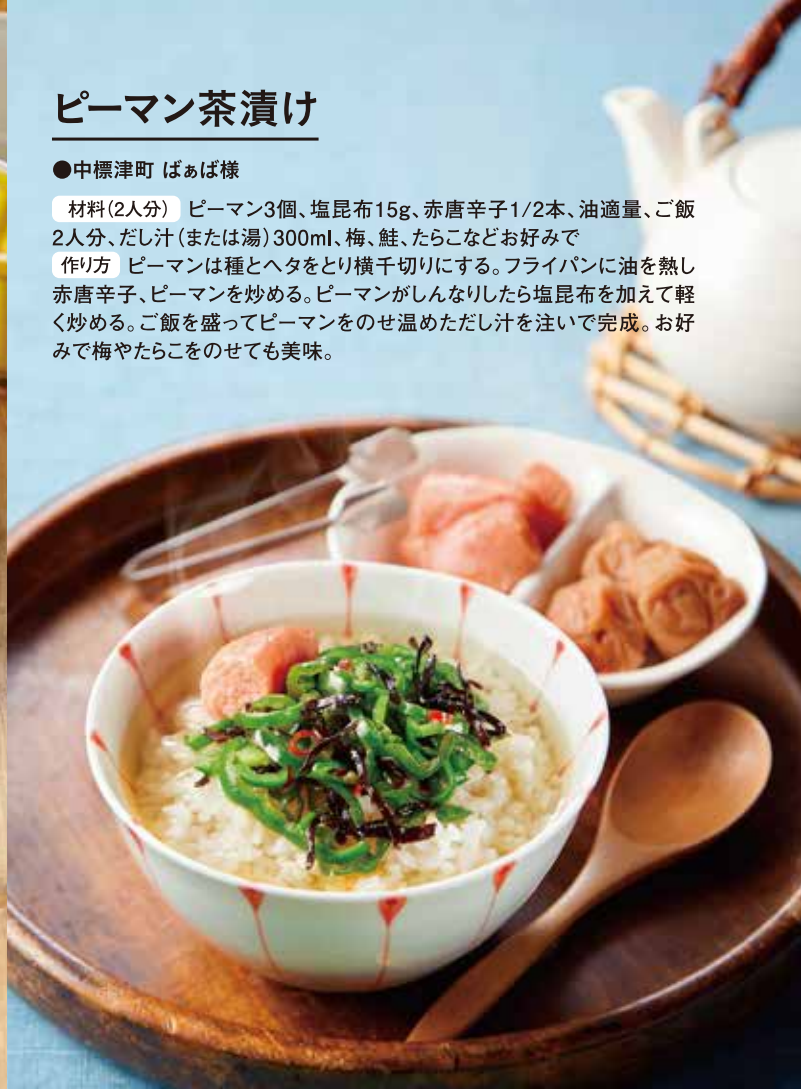 ピーマン茶漬け
●中標津町 ばぁば様
材料(2人分) ピーマン3個、塩昆布15g、赤唐辛子1/2本、油適量、ご飯
2人分、だし汁(または湯)300ml、梅、鮭、たらこなどお好みで
作り方 ピーマンは種とヘタをとり横千切りにする。フライパンに油を熱し
赤唐辛子、ピーマンを炒める。ピーマンがしんなりしたら塩昆布を加えて軽
く炒める。ご飯を盛ってピーマンをのせ温めただし汁を注いで完成。お好
みで梅やたらこをのせても美味。